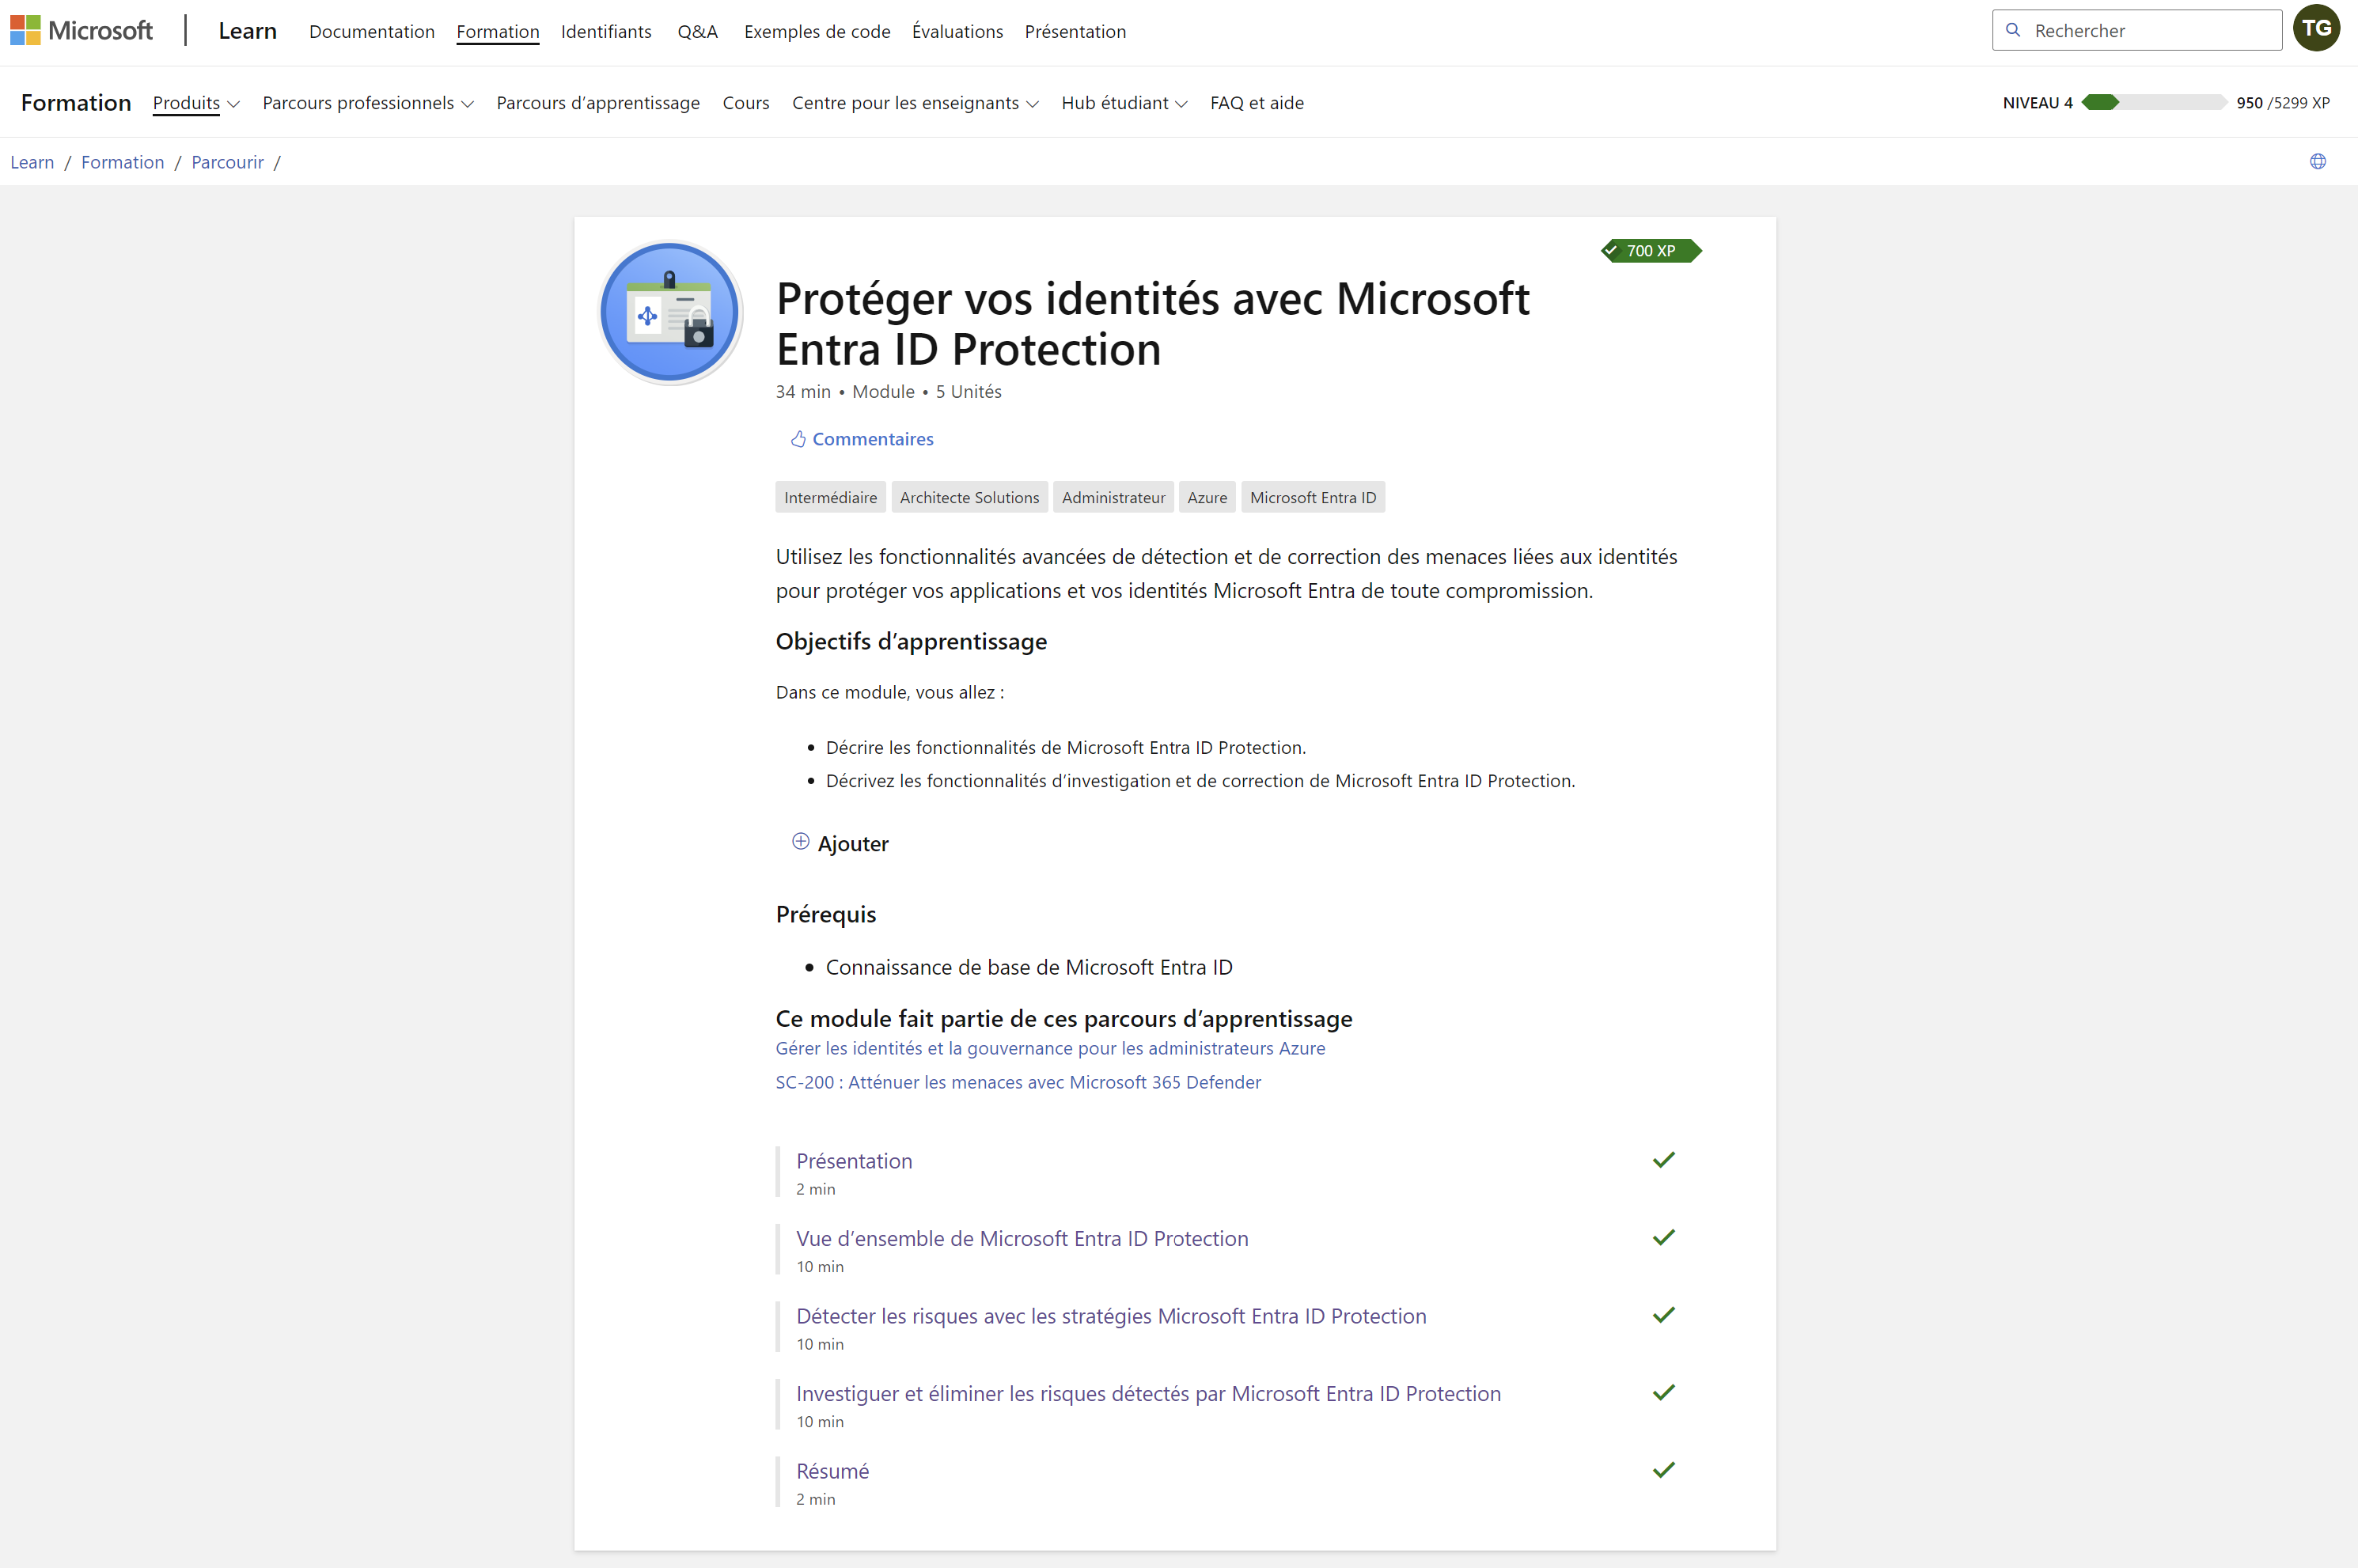 Microsoft
Learn
Documentation
Formation
Identifiants
Q&A
Exemples de code
Évaluations
Présentation
Rechercher
TG
Formation
Produits
Parcours professionnels
Parcours d’apprentissage
Cours
Centre pour les enseignants
Hub étudiant
FAQ et aide
NIVEAU 4
950 /5299 XP
Learn / Formation / Parcourir /
700 XP
Protéger vos identités avec Microsoft
Entra ID Protection
34 min • Module • 5 Unités
Commentaires
Intermédiaire
Architecte Solutions
Administrateur
Azure
Microsoft Entra ID
Utilisez les fonctionnalités avancées de détection et de correction des menaces liées aux identités
pour protéger vos applications et vos identités Microsoft Entra de toute compromission.
Objectifs d’apprentissage
Dans ce module, vous allez :
• Décrire les fonctionnalités de Microsoft Entra ID Protection.
• Décrivez les fonctionnalités d’investigation et de correction de Microsoft Entra ID Protection.
Ajouter
Prérequis
• Connaissance de base de Microsoft Entra ID
Ce module fait partie de ces parcours d’apprentissage
Gérer les identités et la gouvernance pour les administrateurs Azure
SC-200 : Atténuer les menaces avec Microsoft 365 Defender
Présentation
2 min
Vue d’ensemble de Microsoft Entra ID Protection
10 min
Détecter les risques avec les stratégies Microsoft Entra ID Protection
10 min
Investiguer et éliminer les risques détectés par Microsoft Entra ID Protection
10 min
Résumé
2 min